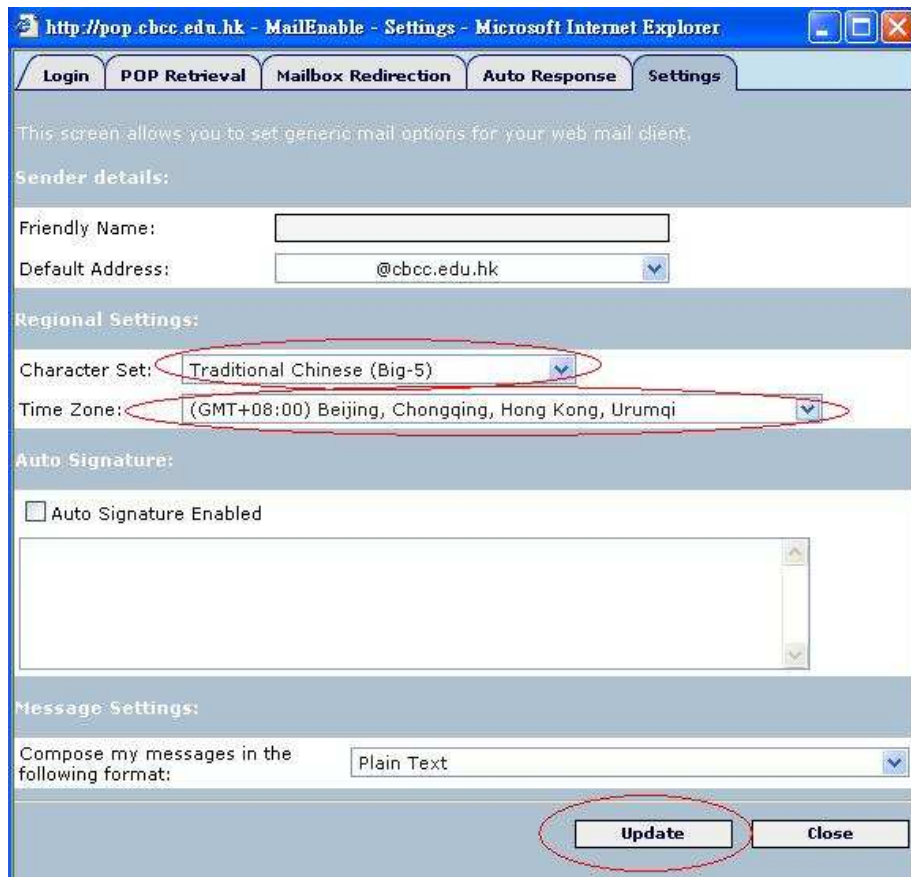 http://pop.cbcc.edu.hk - MailEnable - Settings - Microsoft Internet Explorer
Login POP Retrieval Mailbox Redirection Auto Response Settings
This screen allows you to set generic mail options for your web mail client.
Sender details:
Friendly Name:
Default Address: @cbcc.edu.hk
Regional Settings:
Character Set: Traditional Chinese (Big-5)
Time Zone: (GMT+08:00) Beijing, Chongqing, Hong Kong, Urumqi
Auto Signature:
Auto Signature Enabled
Message Settings:
Compose my messages in the
following format:
Plain Text
Update Close